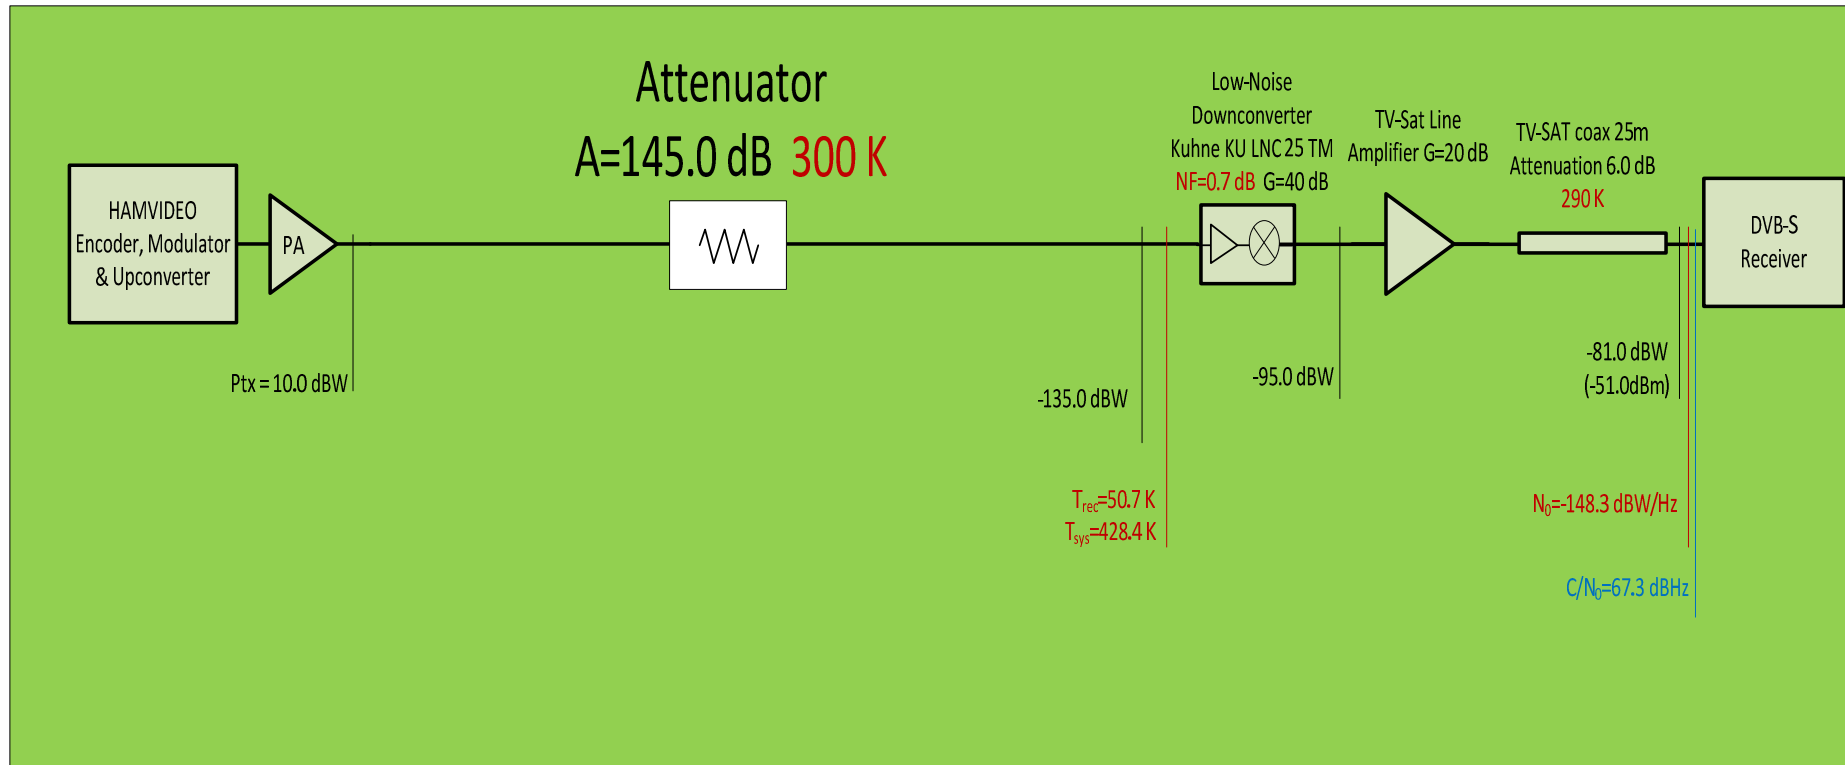 HAMVIDEO
Encoder, Modulator
& Upconverter
PA
Ptx = 10.0 dBW
Attenuator
A=145.0 dB 300 K
-135.0 dBW
Trec=50.7 K
Tsys=428.4 K
Low-Noise
Downconverter
Kuhne KU LNC 25 TM
NF=0.7 dB G=40 dB
-95.0 dBW
TV-Sat Line
Amplifier G=20 dB
TV-SAT coax 25m
Attenuation 6.0 dB
290 K
-81.0 dBW
(-51.0dBm)
N0=-148.3 dBW/Hz
C/N0=67.3 dBHz
DVB-S
Receiver